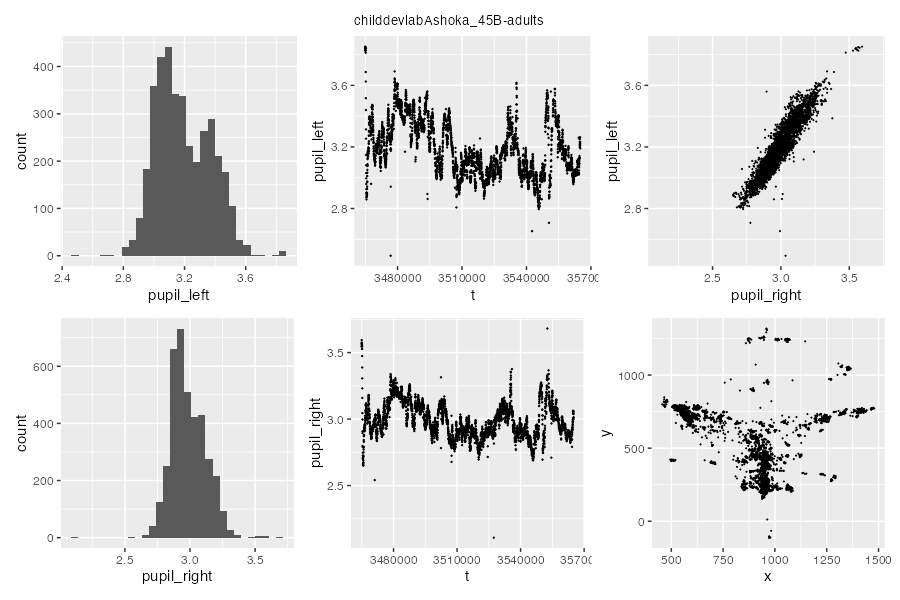 childdevlabAshoka_45B-adults
count
400
300
200
100
0
2.4 2.8 3.2 3.6
pupil_left
pupil_left
3.6
3.2
2.8
3480000 3510000 3540000 35700
t
pupil_left
3.6
3.2
2.8
2.5 3.0 3.5
pupil_right
count
600
400
200
0
2.5 3.0 3.5
pupil_right
pupil_right
3.5
3.0
2.5
3480000 3510000 3540000 35700
t
y
1000
500
0
500 750 1000 1250 1500
x